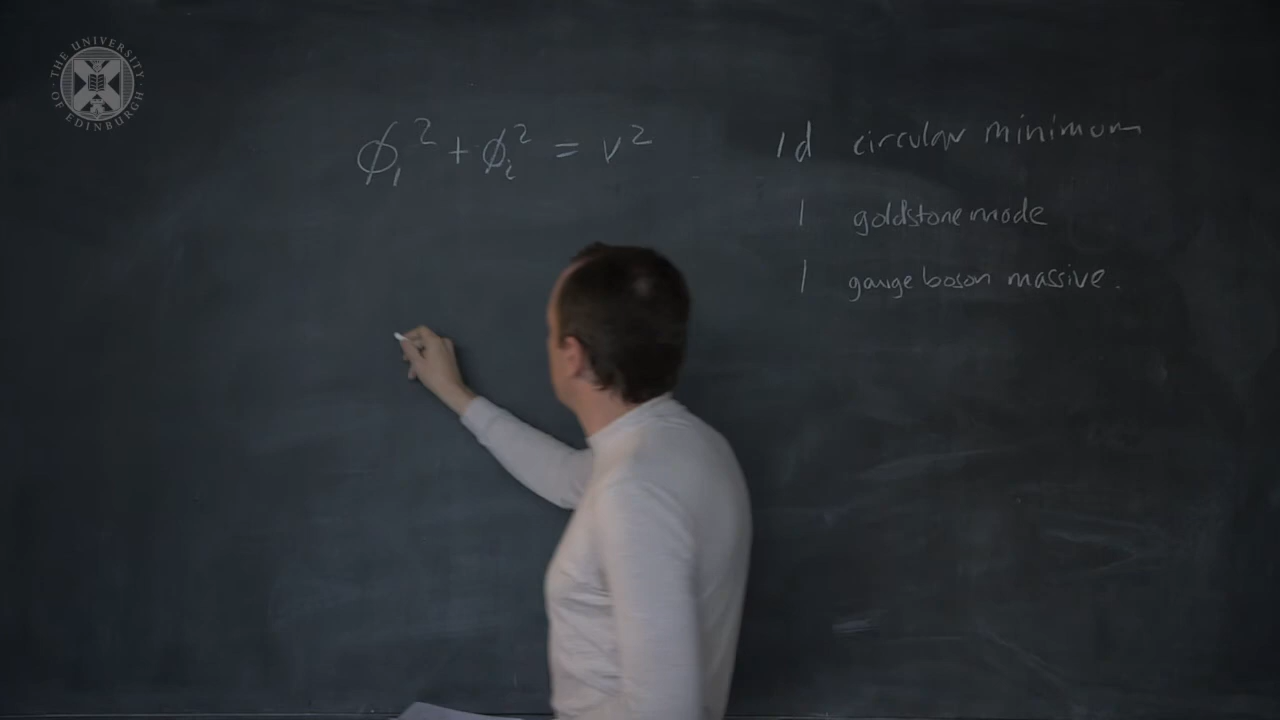 THE UNIVERSITY OF EDINBURGH
ϕ₁² + ϕ₂² = v²
1d circular minimum
1 goldstone mode
1 gauge boson massive.